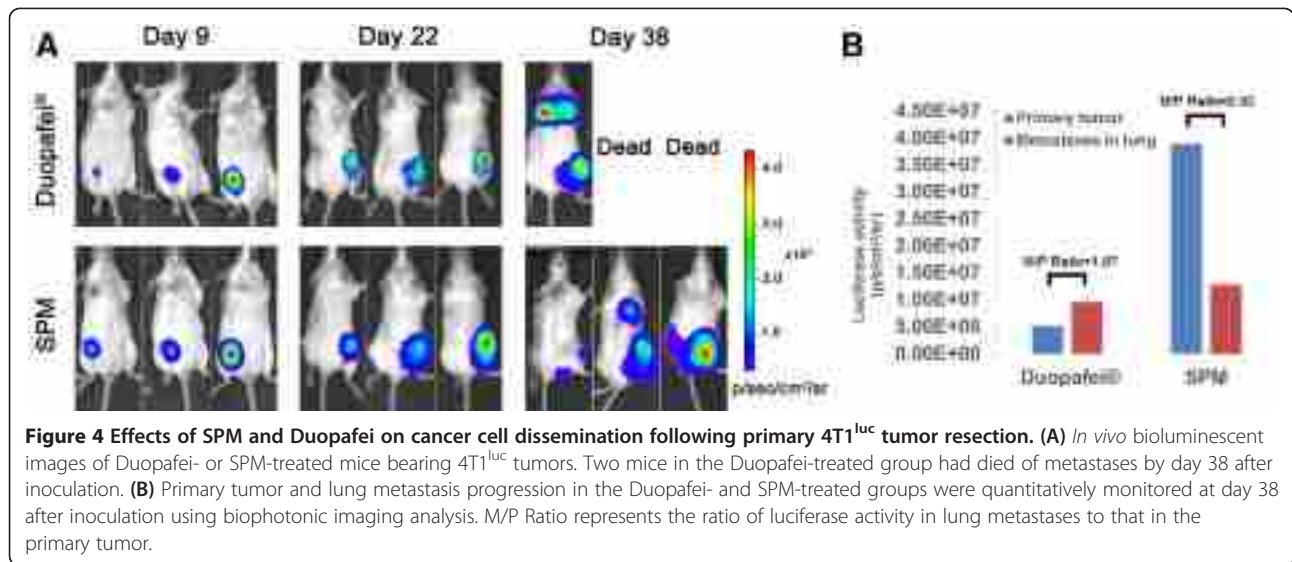 A
Day 9
Day 22
Day 38
Duopafei®
Dead Dead
SPM
p/sec/cm²/sr
B
4.50E+07
4.00E+07
3.50E+07
3.00E+07
2.50E+07
2.00E+07
1.50E+07
1.00E+07
0.00E+00
Luciferase activity
Primary tumor
Metastases in lung
Duopafei®
SPM
Figure 4 Effects of SPM and Duopafei on cancer cell dissemination following primary 4T1ˡᵘᶜ tumor resection. (A) In vivo bioluminescent
images of Duopafei- or SPM-treated mice bearing 4T1ˡᵘᶜ tumors. Two mice in the Duopafei-treated group had died of metastases by day 38 after
inoculation. (B) Primary tumor and lung metastasis progression in the Duopafei- and SPM-treated groups were quantitatively monitored at day 38
after inoculation using biophotonic imaging analysis. M/P Ratio represents the ratio of luciferase activity in lung metastases to that in the
primary tumor.